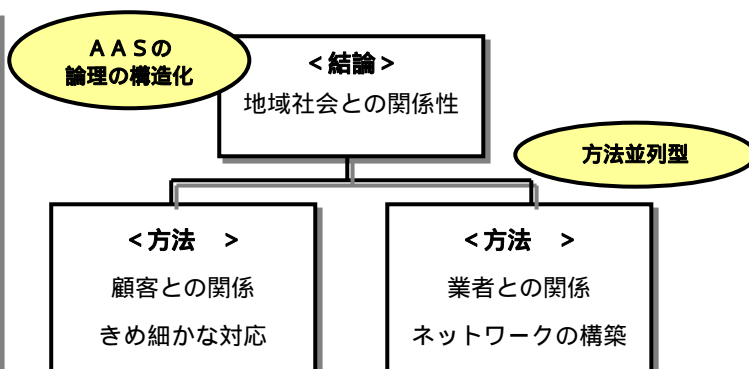 ＡＡＳの
論理の構造化
＜結論＞
地域社会との関係性
方法並列型
＜方法　＞
顧客との関係
きめ細かな対応
＜方法　＞
業者との関係
ネットワークの構築